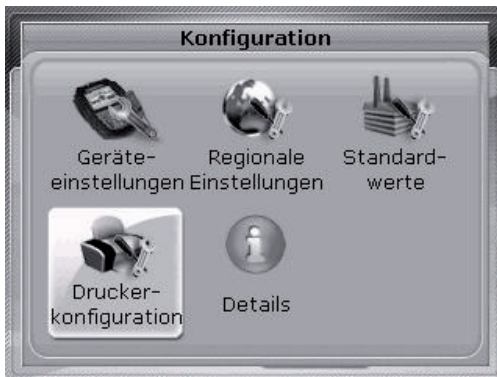 Konfiguration
Geräte-
einstellungen
Regionale
Einstellungen
Standard-
werte
Drucker-
konfiguration
Details